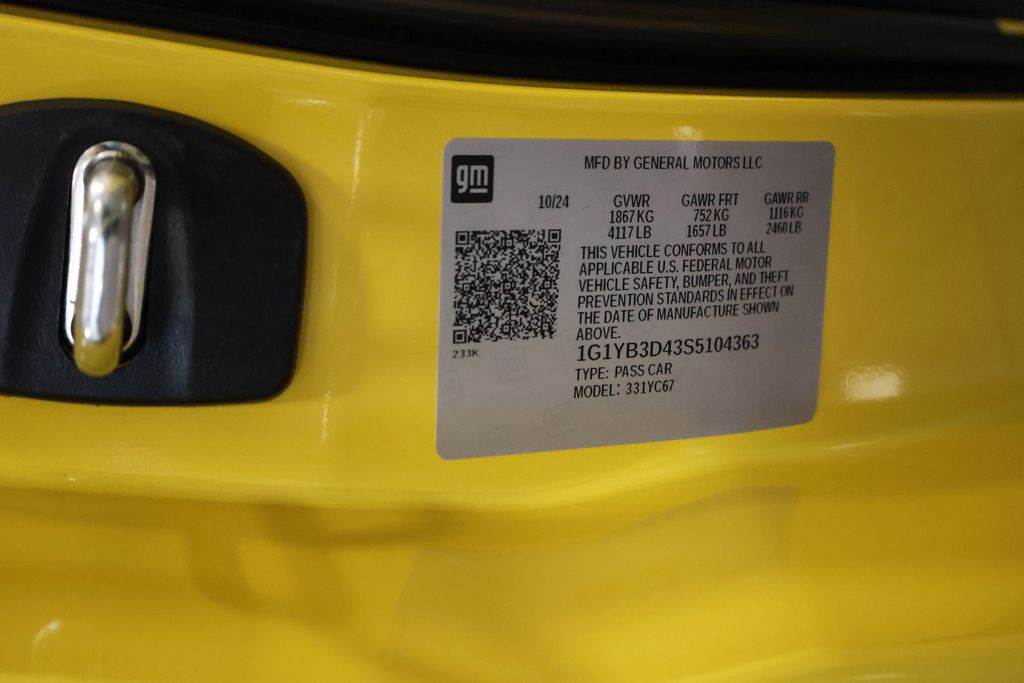 gm
MFD BY GENERAL MOTORS LLC
10/24 GVWR GAWR FRT GAWR RR
1867 KG 752 KG 1116 KG
4117 LB 1657 LB 2460 LB
THIS VEHICLE CONFORMS TO ALL
APPLICABLE U.S. FEDERAL MOTOR
VEHICLE SAFETY, BUMPER, AND THEFT
PREVENTION STANDARDS IN EFFECT ON
THE DATE OF MANUFACTURE SHOWN
ABOVE.
233K
1G1YB3D43S5104363
TYPE: PASS CAR
MODEL: 331YC67